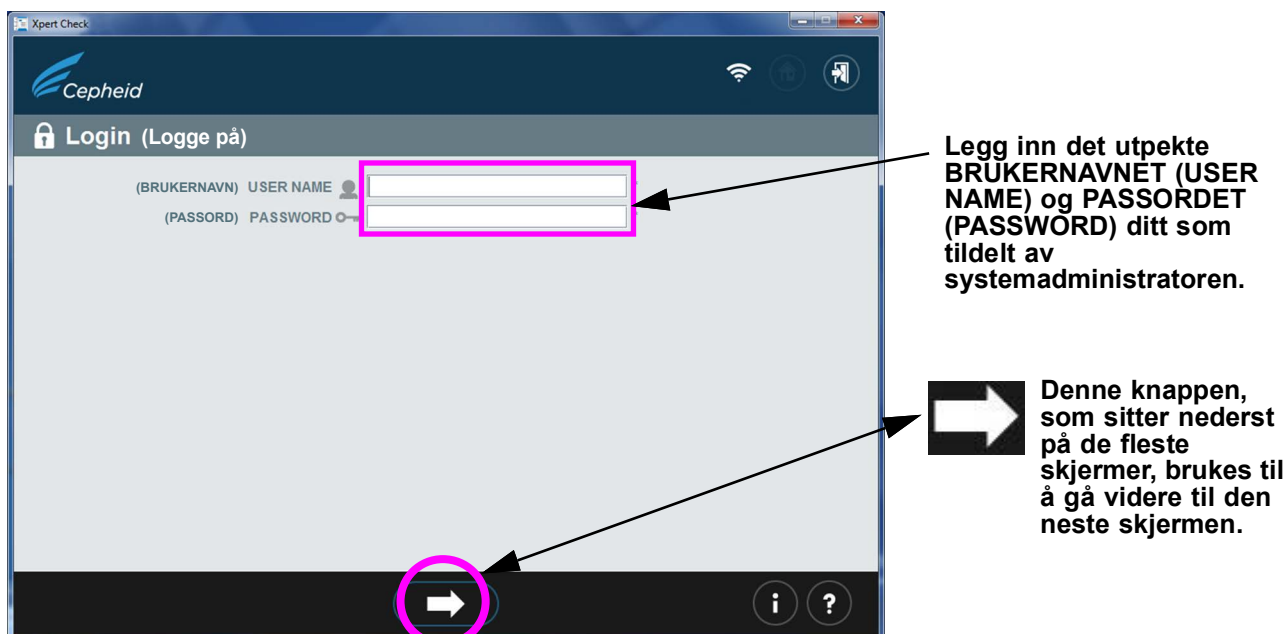 Xpert Check
Cepheid
Login (Logge på)
(BRUKERNAVN) USER NAME
(PASSORD) PASSWORD
Legg inn det utpekte
BRUKERNAVNET (USER
NAME) og PASSORDET
(PASSWORD) ditt som
tildelt av
systemadministratoren.
Denne knappen,
som sitter nederst
på de fleste
skjermer, brukes til
å gå videre til den
neste skjermen.
i ?